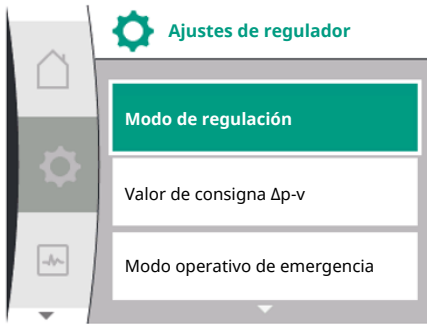 Ajustes de regulador
Modo de regulación
Valor de consigna Δp-v
Modo operativo de emergencia